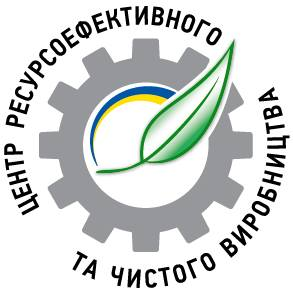 ЦЕНТР РЕСУРСОЕФЕКТИВНОГО
ТА ЧИСТОГО ВИРОБНИЦТВА